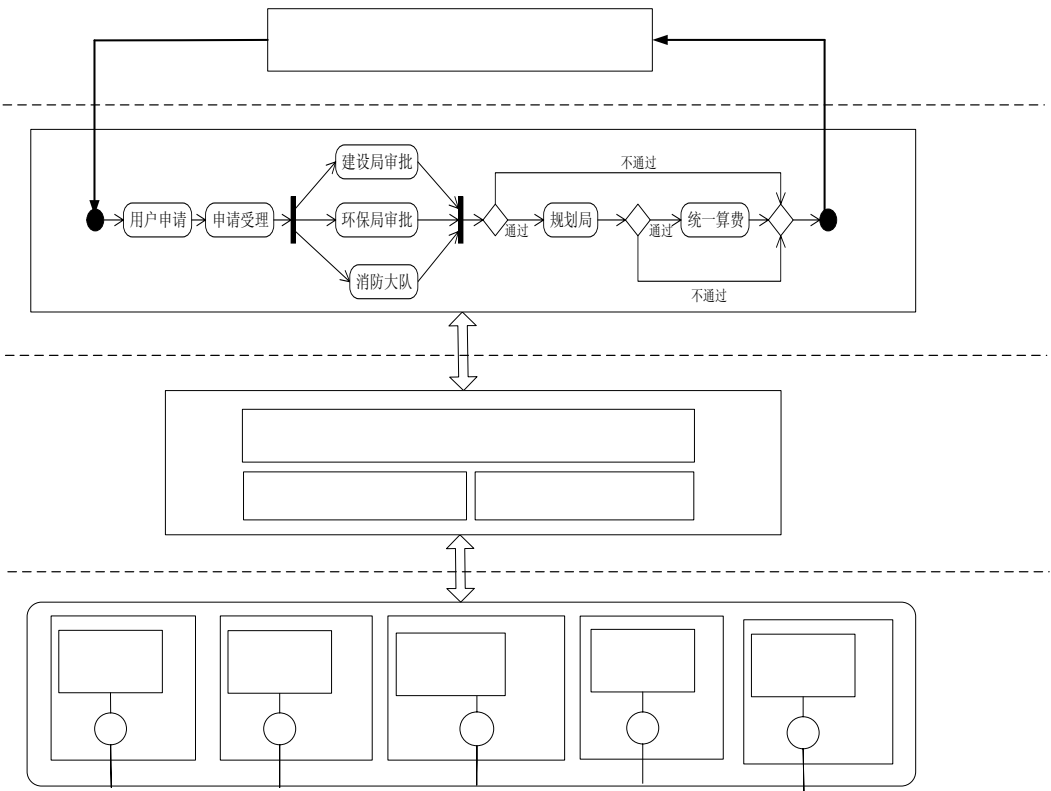 建设局审批
不通过
用户申请
申请受理
环保局审批
通过
规划局
通过
统一算费
消防大队
不通过